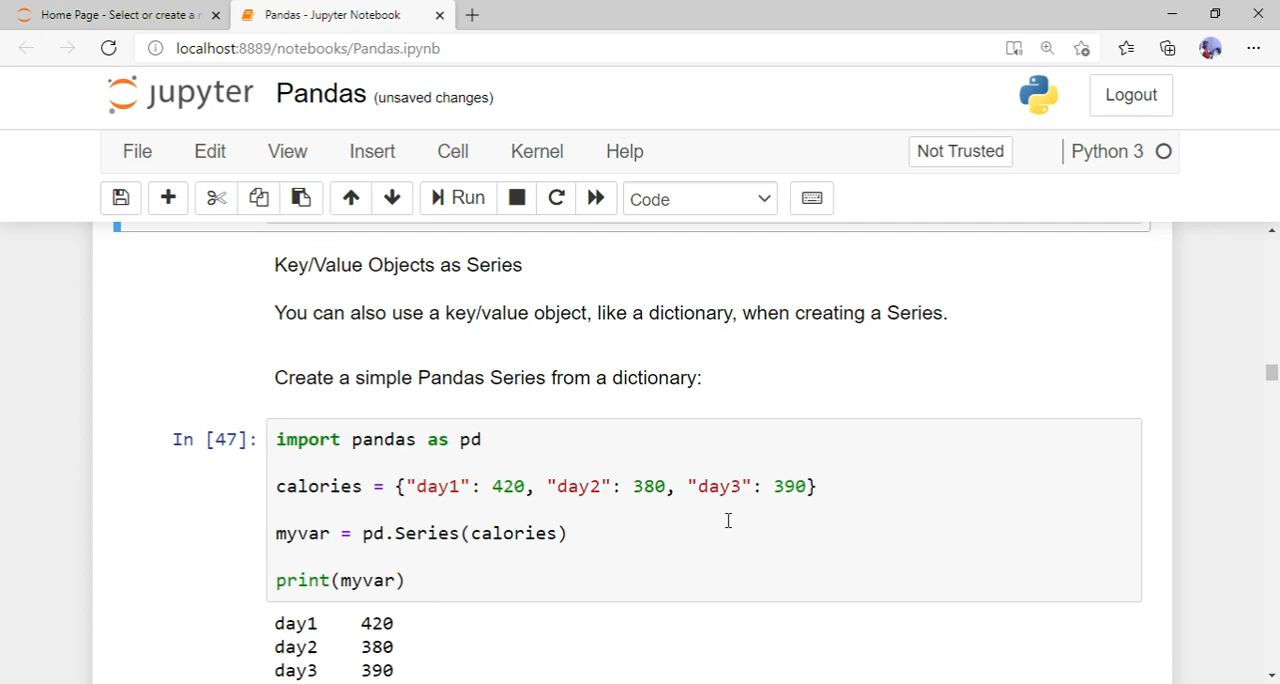 Home Page - Select or create a n
Pandas - Jupyter Notebook
localhost:8889/notebooks/Pandas.ipynb
jupyter Pandas (unsaved changes)
Logout
File Edit View Insert Cell Kernel Help Not Trusted Python 3
Run Code
Key/Value Objects as Series
You can also use a key/value object, like a dictionary, when creating a Series.
Create a simple Pandas Series from a dictionary:
In [47]: import pandas as pd
calories = {"day1": 420, "day2": 380, "day3": 390}
myvar = pd.Series(calories)
print(myvar)
day1 420
day2 380
day3 390